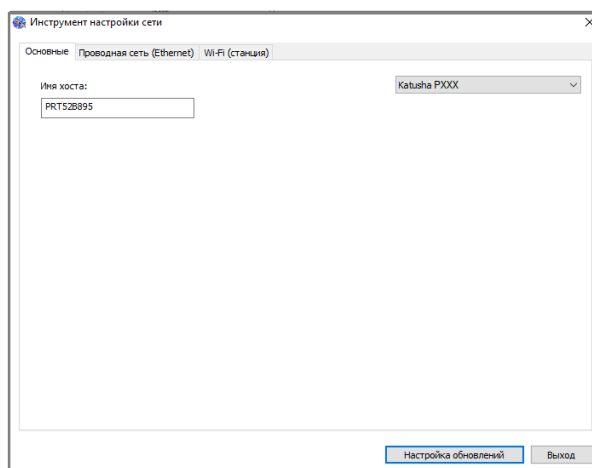 Инструмент настройки сети
Основные Проводная сеть (Ethernet) Wi-Fi (станция)
Имя хоста: Katusha PXXX
PRT52B895
Настройка обновлений Выход